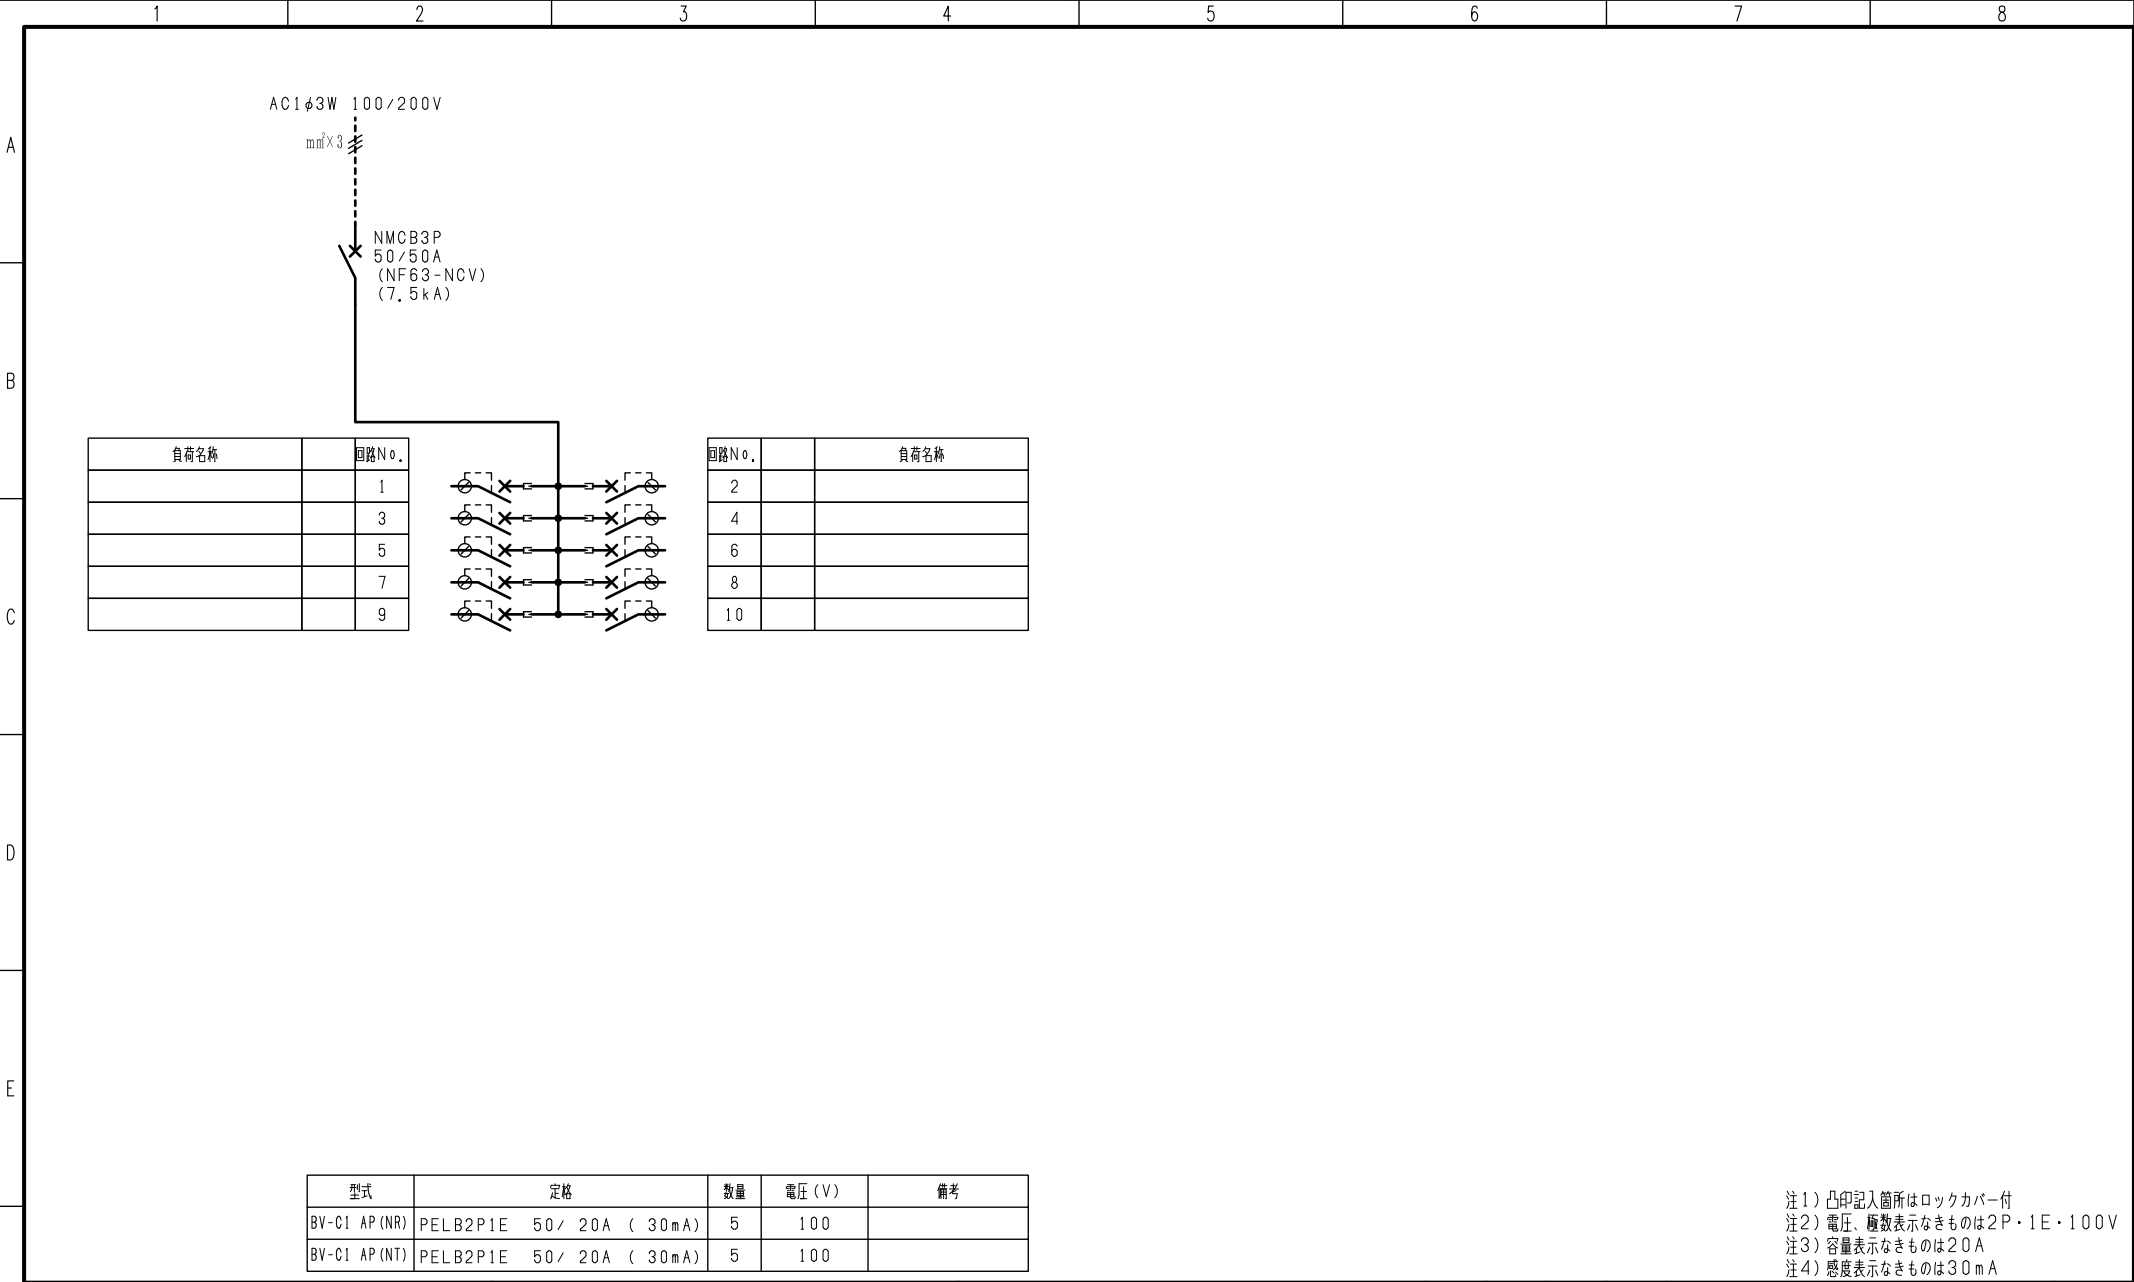 1 2 3 4 5 6 7 8
A
B
C
D
E
AC1φ3W 100/200V
mm²×3
NMCB3P
50/50A
(NF63-NCV)
(7.5kA)
負荷名称 回路No.
1
3
5
7
9
回路No. 負荷名称
2
4
6
8
10
型式 定格 数量 電圧(V) 備考
BV-C1 AP(NR) PELB2P1E 50/ 20A ( 30mA) 5 100
BV-C1 AP(NT) PELB2P1E 50/ 20A ( 30mA) 5 100
注1)凸印記入箇所はロックカバー付
注2)電圧、極数表示なきものは2P・1E・100V
注3)容量表示なきものは20A
注4)感度表示なきものは30mA